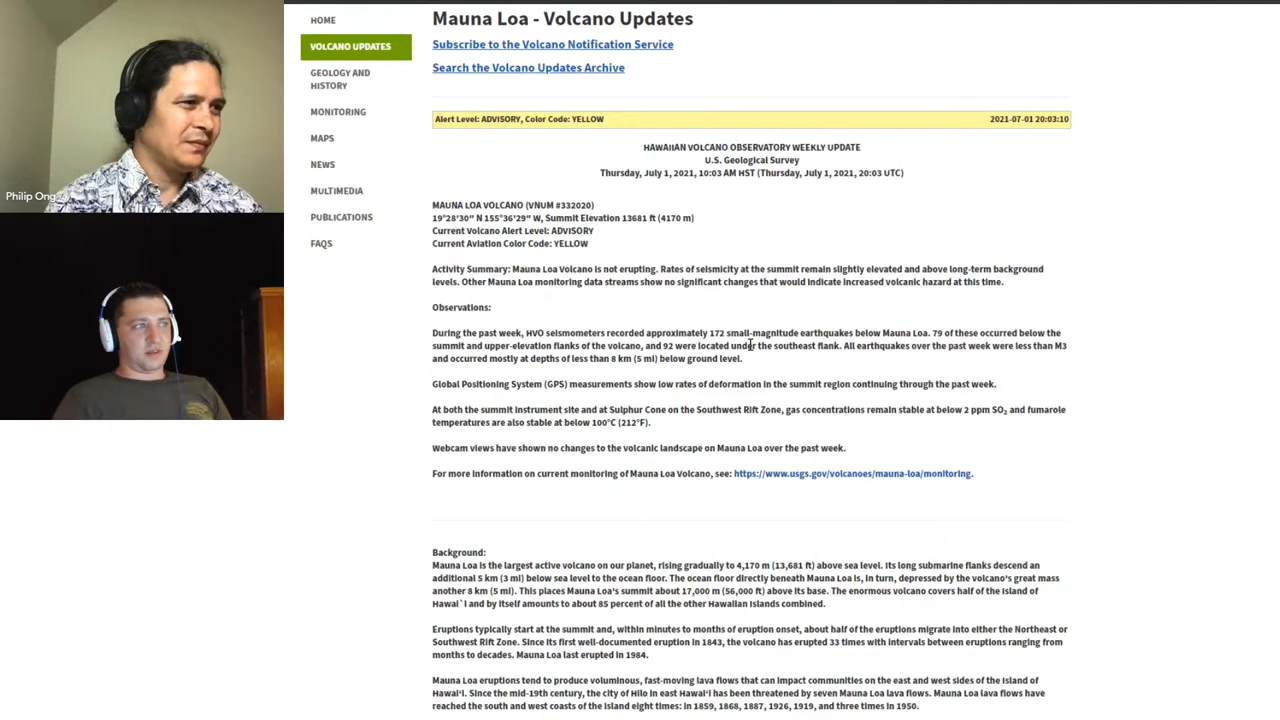 HOME
VOLCANO UPDATES
GEOLOGY AND
HISTORY
MONITORING
MAPS
NEWS
MULTIMEDIA
PUBLICATIONS
FAQS
Philip Ong
Mauna Loa - Volcano Updates
Subscribe to the Volcano Notification Service
Search the Volcano Updates Archive
Alert Level: ADVISORY, Color Code: YELLOW 2021-07-01 20:03:10
HAWAIIAN VOLCANO OBSERVATORY WEEKLY UPDATE
U.S. Geological Survey
Thursday, July 1, 2021, 10:03 AM HST (Thursday, July 1, 2021, 20:03 UTC)
MAUNA LOA VOLCANO (VNUM #332020)
19°28'30" N 155°36'29" W, Summit Elevation 13681 ft (4170 m)
Current Volcano Alert Level: ADVISORY
Current Aviation Color Code: YELLOW
Activity Summary: Mauna Loa Volcano is not erupting. Rates of seismicity at the summit remain slightly elevated and above long-term background
levels. Other Mauna Loa monitoring data streams show no significant changes that would indicate increased volcanic hazard at this time.
Observations:
During the past week, HVO seismometers recorded approximately 172 small-magnitude earthquakes below Mauna Loa. 79 of these occurred below the
summit and upper-elevation flanks of the volcano, and 92 were located under the southeast flank. All earthquakes over the past week were less than M3
and occurred mostly at depths of less than 8 km (5 mi) below ground level.
Global Positioning System (GPS) measurements show low rates of deformation in the summit region continuing through the past week.
At both the summit instrument site and at Sulphur Cone on the Southwest Rift Zone, gas concentrations remain stable at below 2 ppm SO₂ and fumarole
temperatures are also stable at below 100°C (212°F).
Webcam views have shown no changes to the volcanic landscape on Mauna Loa over the past week.
For more information on current monitoring of Mauna Loa Volcano, see: https://www.usgs.gov/volcanoes/mauna-loa/monitoring.
Background:
Mauna Loa is the largest active volcano on our planet, rising gradually to 4,170 m (13,681 ft) above sea level. Its long submarine flanks descend an
additional 5 km (3 mi) below sea level to the ocean floor. The ocean floor directly beneath Mauna Loa is, in turn, depressed by the volcano's great mass
another 8 km (5 mi). This places Mauna Loa's summit about 17,000 m (56,000 ft) above its base. The enormous volcano covers half of the Island of
Hawai`i and by itself amounts to about 85 percent of all the other Hawaiian Islands combined.
Eruptions typically start at the summit and, within minutes to months of eruption onset, about half of the eruptions migrate into either the Northeast or
Southwest Rift Zone. Since its first well-documented eruption in 1843, the volcano has erupted 33 times with intervals between eruptions ranging from
months to decades. Mauna Loa last erupted in 1984.
Mauna Loa eruptions tend to produce voluminous, fast-moving lava flows that can impact communities on the east and west sides of the Island of
Hawai'i. Since the mid-19th century, the city of Hilo in east Hawai'i has been threatened by seven Mauna Loa lava flows. Mauna Loa lava flows have
reached the south and west coasts of the island eight times: in 1859, 1868, 1887, 1926, 1919, and three times in 1950.